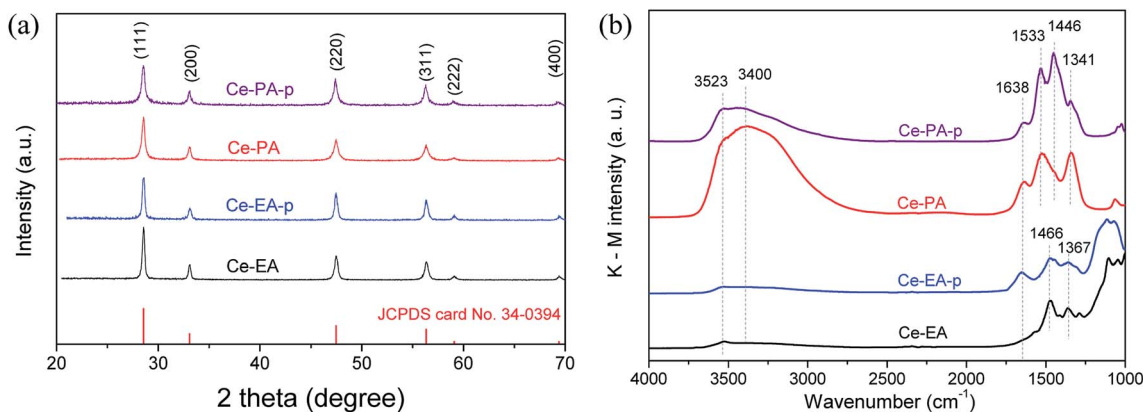 (a)
Intensity (a.u.)
(111)
(200)
(220)
(311)
(222)
(400)
Ce-PA-p
Ce-PA
Ce-EA-p
Ce-EA
JCPDS card No. 34-0394
20 30 40 50 60 70
2 theta (degree)
(b)
K - M intensity (a. u.)
3523
3400
1638
1533
1446
1341
Ce-PA-p
Ce-PA
1466
1367
Ce-EA-p
Ce-EA
4000 3500 3000 2500 2000 1500 1000
Wavenumber (cm⁻¹)